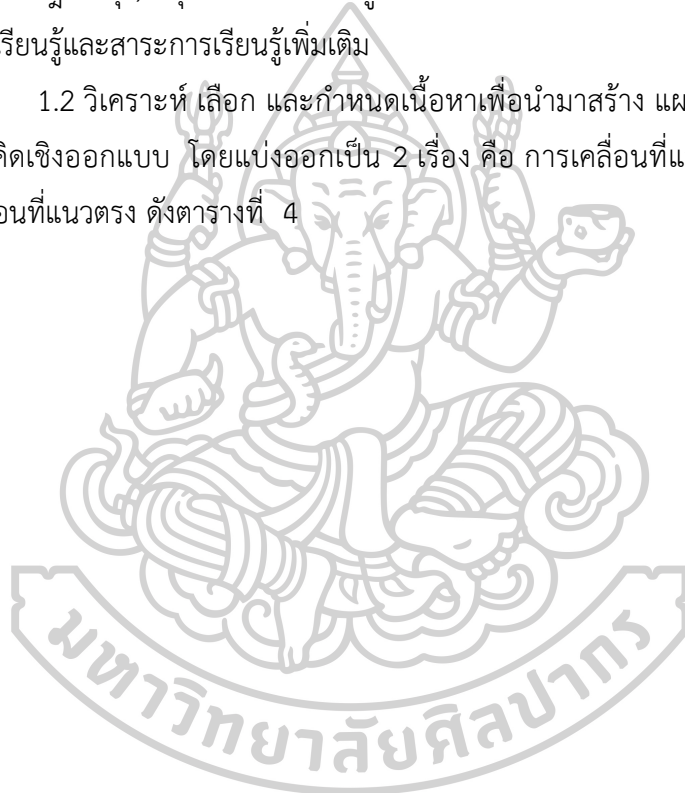 รียนรู้และสาระการเรียนรู้เพิ่มเติม
1.2 วิเคราะห์ เลือก และกำหนดเนื้อหาเพื่อนำมาสร้าง แผ
คิดเชิงออกแบบ โดยแบ่งออกเป็น 2 เรื่อง คือ การเคลื่อนที่แ
อนที่แนวตรง ดังตารางที่ 4
มหาวิทยาลัยศิลปากร